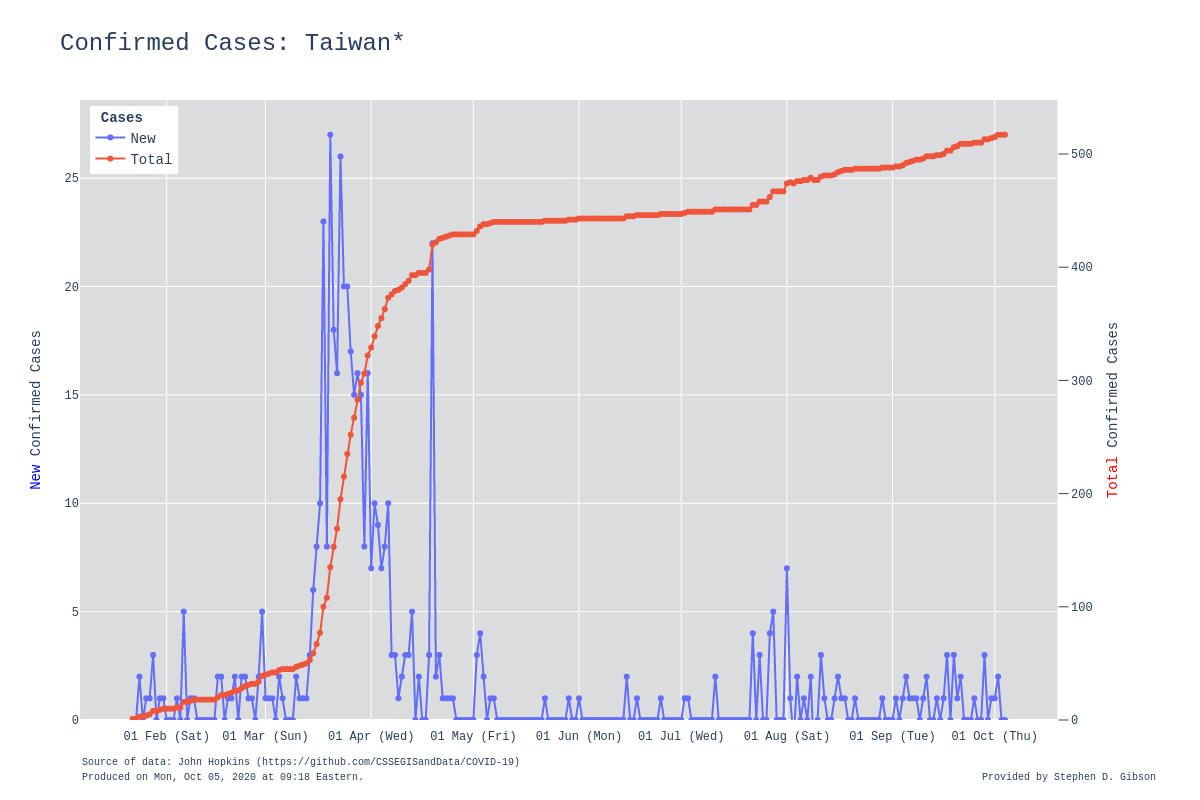 Confirmed Cases: Taiwan*
Cases
New
Total
25
20
15
10
5
0
500
400
300
200
100
0
New Confirmed Cases
Total Confirmed Cases
01 Feb (Sat) 01 Mar (Sun) 01 Apr (Wed) 01 May (Fri) 01 Jun (Mon) 01 Jul (Wed) 01 Aug (Sat) 01 Sep (Tue) 01 Oct (Thu)
Source of data: John Hopkins (https://github.com/CSSEGISandData/COVID-19)
Produced on Mon, Oct 05, 2020 at 09:18 Eastern.
Provided by Stephen D. Gibson